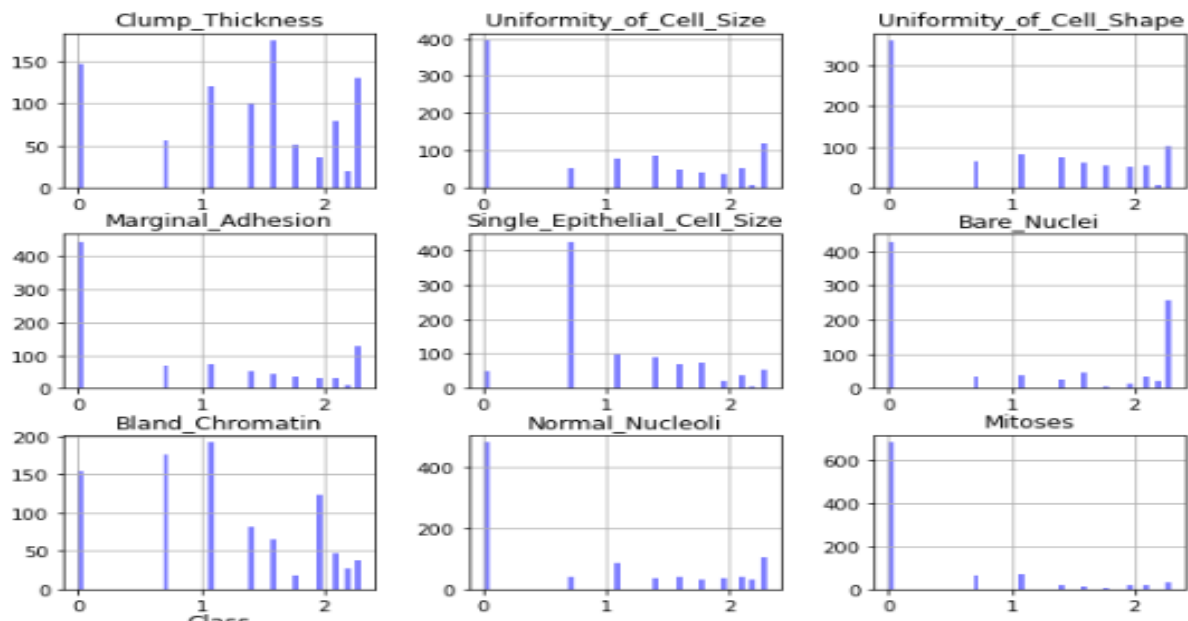 Clump_Thickness
Uniformity_of_Cell_Size
Uniformity_of_Cell_Shape
150
100
50
0
0 1 2
400
300
200
100
0
0 1 2
300
200
100
0
0 1 2
Marginal_Adhesion
Single_Epithelial_Cell_Size
Bare_Nuclei
400
300
200
100
0
0 1 2
400
300
200
100
0
0 1 2
400
300
200
100
0
0 1 2
Bland_Chromatin
Normal_Nucleoli
Mitoses
200
150
100
50
0
0 1 2
400
200
0
0 1 2
600
400
200
0
0 1 2
Class